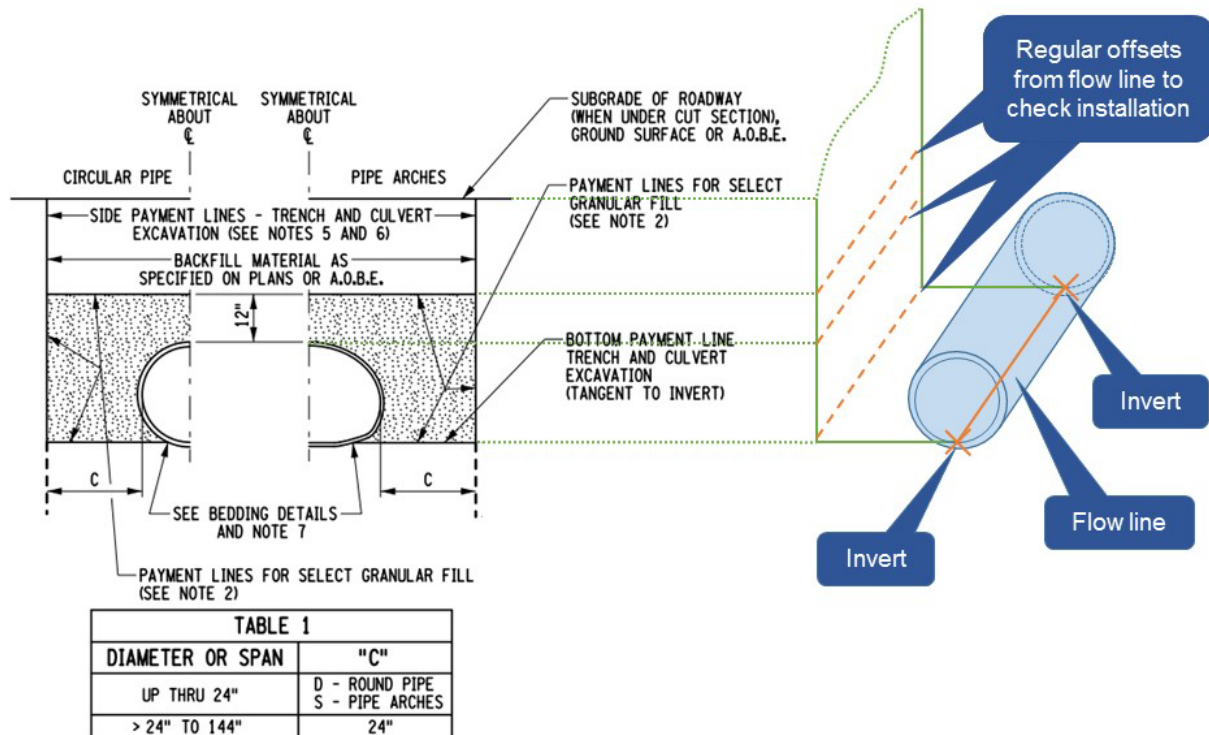 SYMMETRICAL
ABOUT
℄
SYMMETRICAL
ABOUT
℄
CIRCULAR PIPE
PIPE ARCHES
SIDE PAYMENT LINES - TRENCH AND CULVERT
EXCAVATION (SEE NOTES 5 AND 6)
BACKFILL MATERIAL AS
SPECIFIED ON PLANS OR A.O.B.E.
12"
C
C
SEE BEDDING DETAILS
AND NOTE 7
PAYMENT LINES FOR SELECT GRANULAR FILL
(SEE NOTE 2)
SUBGRADE OF ROADWAY
(WHEN UNDER CUT SECTION),
GROUND SURFACE OR A.O.B.E.
PAYMENT LINES FOR SELECT
GRANULAR FILL
(SEE NOTE 2)
BOTTOM PAYMENT LINE
TRENCH AND CULVERT
EXCAVATION
(TANGENT TO INVERT)
Regular offsets
from flow line to
check installation
Invert
Flow line
Invert
TABLE 1
DIAMETER OR SPAN "C"
UP THRU 24" D - ROUND PIPE
S - PIPE ARCHES
> 24" TO 144" 24"